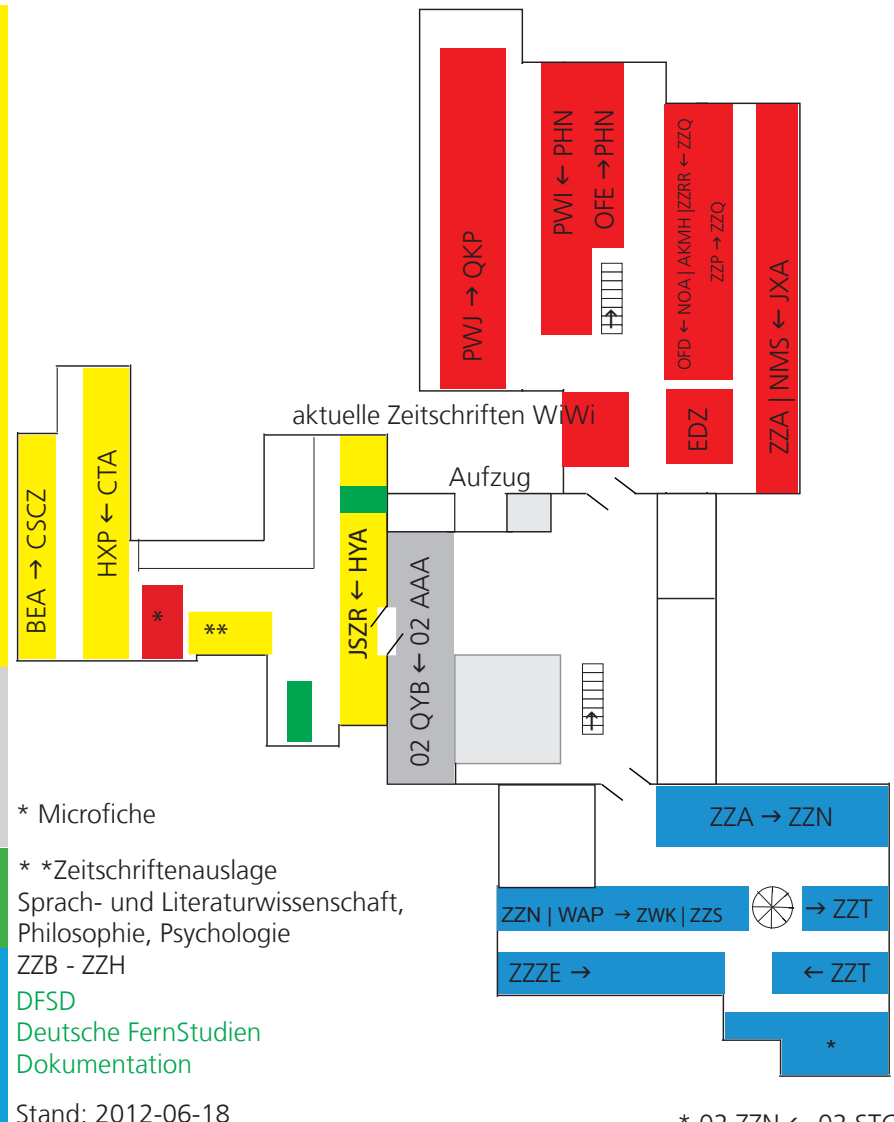 PWJ → QKP
PWI ← PHN
OFE → PHN
OFD ← NOA | AKMH |ZZRR ← ZZQ
ZZP → ZZQ
ZZA | NMS ← JXA
EDZ
aktuelle Zeitschriften WiWi
Aufzug
BEA → CSCZ
HXP ← CTA
*
**
JSZR ← HYA
02 QYB ← 02 AAA
ZZA → ZZN
ZZN | WAP → ZWK | ZZS
→ ZZT
ZZZE →
← ZZT
*
* Microfiche
* *Zeitschriftenauslage
Sprach- und Literaturwissenschaft,
Philosophie, Psychologie
ZZB - ZZH
DFSD
Deutsche FernStudien
Dokumentation
Stand: 2012-06-18